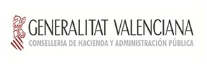 GENERALITAT VALENCIANA
CONSELLERIA DE HACIENDA Y ADMINISTRACIÓN PÚBLICA